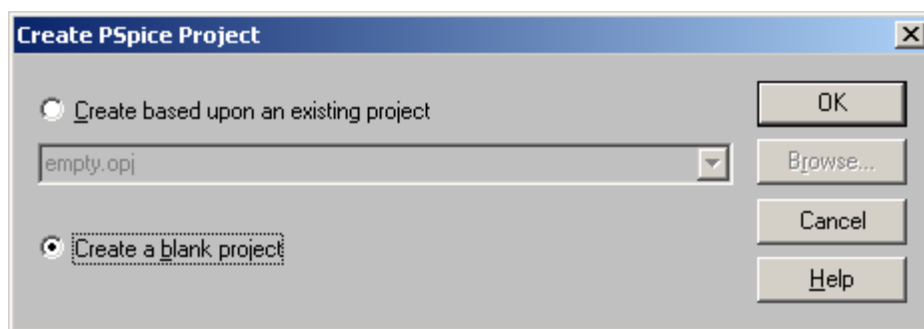 Create PSpice Project
Create based upon an existing project
OK
empty.opj
Browse...
Create a blank project
Cancel
Help